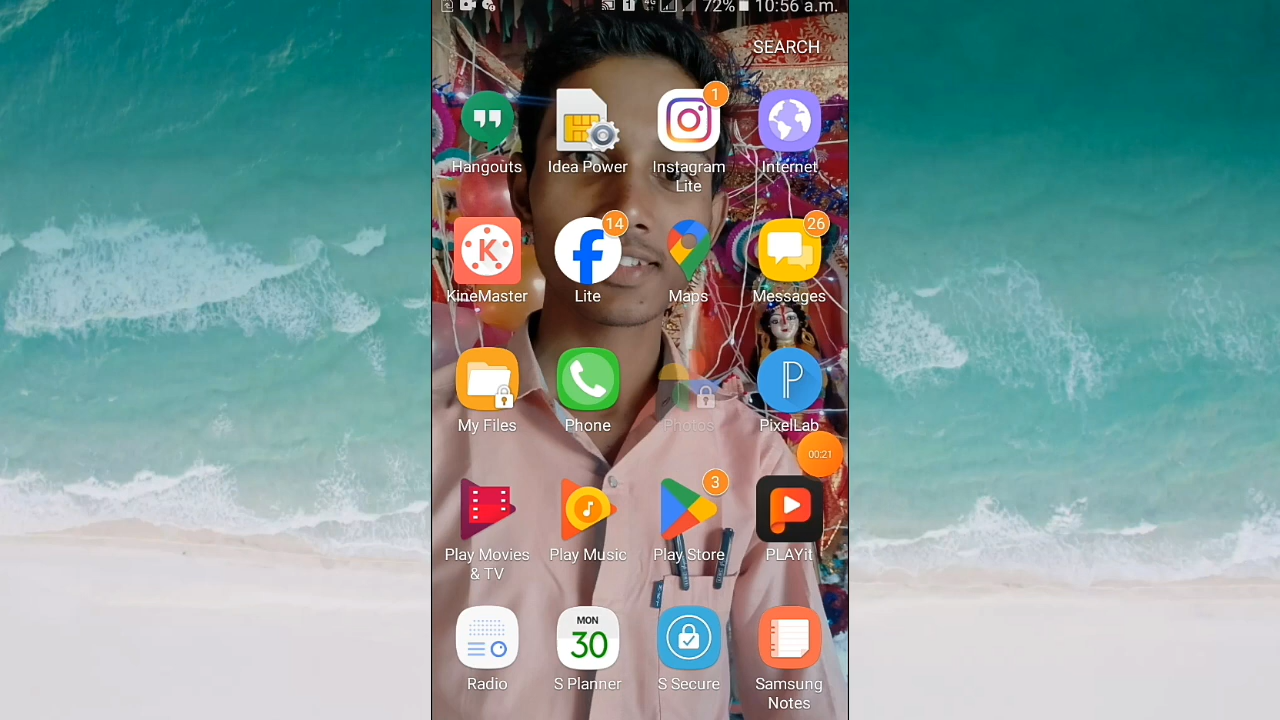 1 72% 10:56 a.m.
SEARCH
1
Hangouts Idea Power Instagram Lite Internet
K 14 26
KineMaster Lite Maps Messages
P
My Files Phone Photos PixelLab
00:21
3
Play Movies & TV Play Music Play Store PLAYit
MON
30
Radio S Planner S Secure Samsung Notes